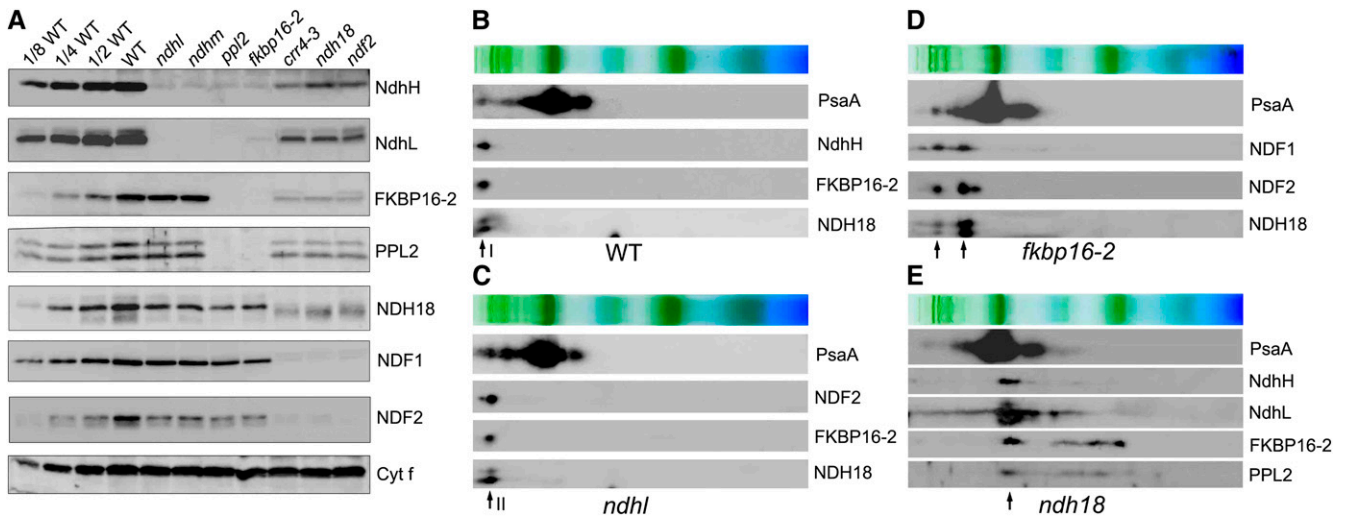 A
1/8 WT
1/4 WT
1/2 WT
WT
ndhl
ndhm
ppl2
fkbp16-2
crr4-3
ndh18
ndf2
NdhH
NdhL
FKBP16-2
PPL2
NDH18
NDF1
NDF2
Cyt f
B
PsaA
NdhH
FKBP16-2
NDH18
I
WT
C
PsaA
NDF2
FKBP16-2
NDH18
II
ndhl
D
PsaA
NDF1
NDF2
NDH18
fkbp16-2
E
PsaA
NdhH
NdhL
FKBP16-2
PPL2
ndh18